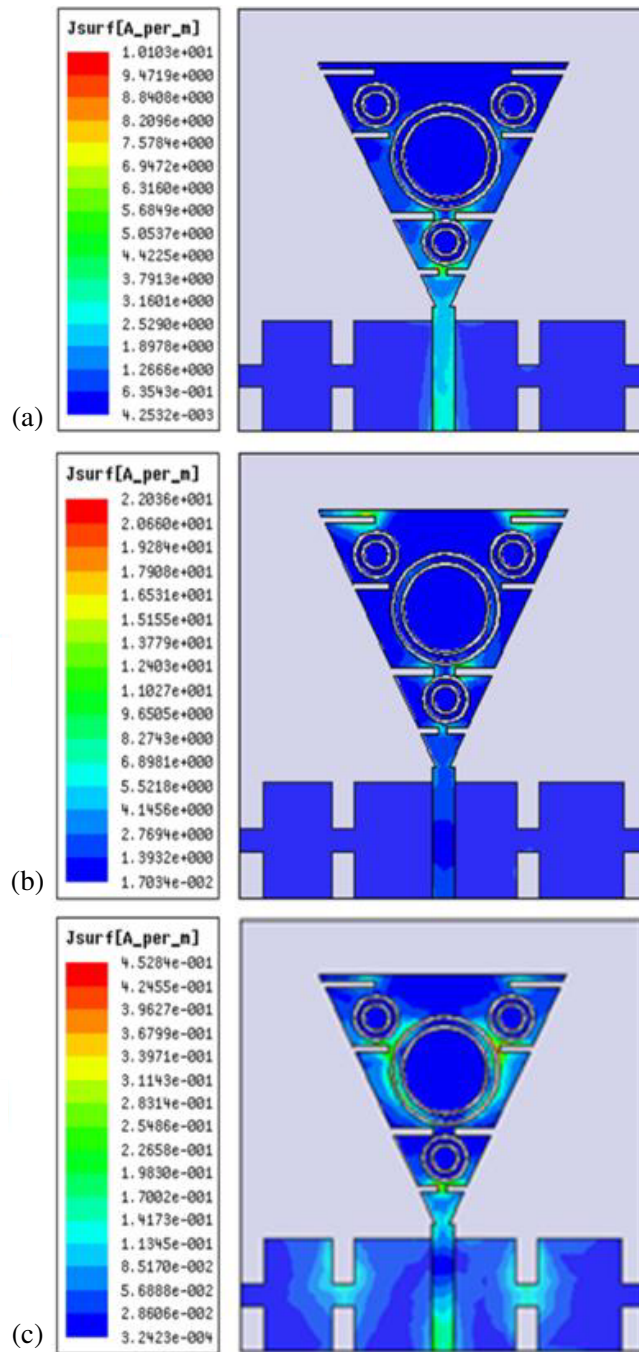 Jsurf[A_per_m]
1.0103e+001
9.4719e+000
8.8408e+000
8.2096e+000
7.5784e+000
6.9472e+000
6.3160e+000
5.6849e+000
5.0537e+000
4.4225e+000
3.7913e+000
3.1601e+000
2.5290e+000
1.8978e+000
1.2666e+000
6.3543e-001
4.2532e-003
(a)
Jsurf[A_per_m]
2.2036e+001
2.0660e+001
1.9284e+001
1.7908e+001
1.6531e+001
1.5155e+001
1.3779e+001
1.2403e+001
1.1027e+001
9.6505e+000
8.2743e+000
6.8981e+000
5.5218e+000
4.1456e+000
2.7694e+000
1.3932e+000
1.7034e-002
(b)
Jsurf[A_per_m]
4.5284e-001
4.2455e-001
3.9627e-001
3.6799e-001
3.3971e-001
3.1143e-001
2.8314e-001
2.5486e-001
2.2658e-001
1.9830e-001
1.7002e-001
1.4173e-001
1.1345e-001
8.5170e-002
5.6888e-002
2.8606e-002
3.2423e-004
(c)